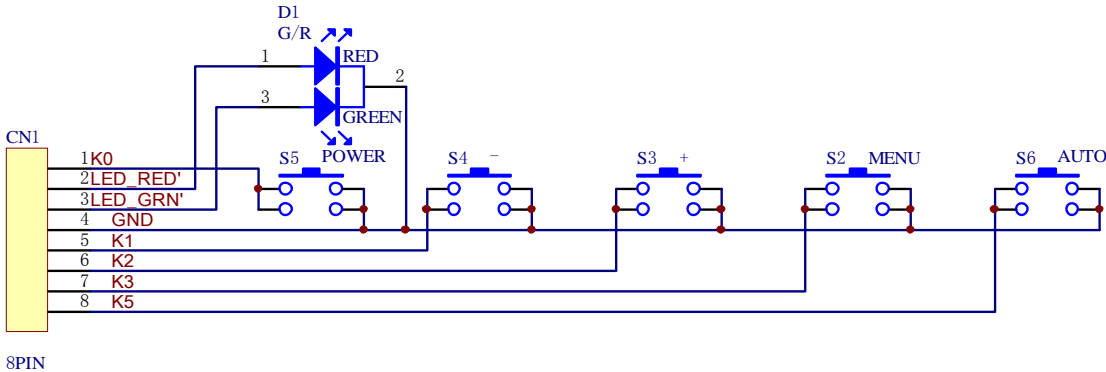 D1
G/R
1
RED
2
3
GREEN
CN1
1 K0
S5 POWER
S4 -
S3 +
S2 MENU
S6 AUTO
2 LED_RED'
3 LED_GRN'
4 GND
5 K1
6 K2
7 K3
8 K5
8PIN